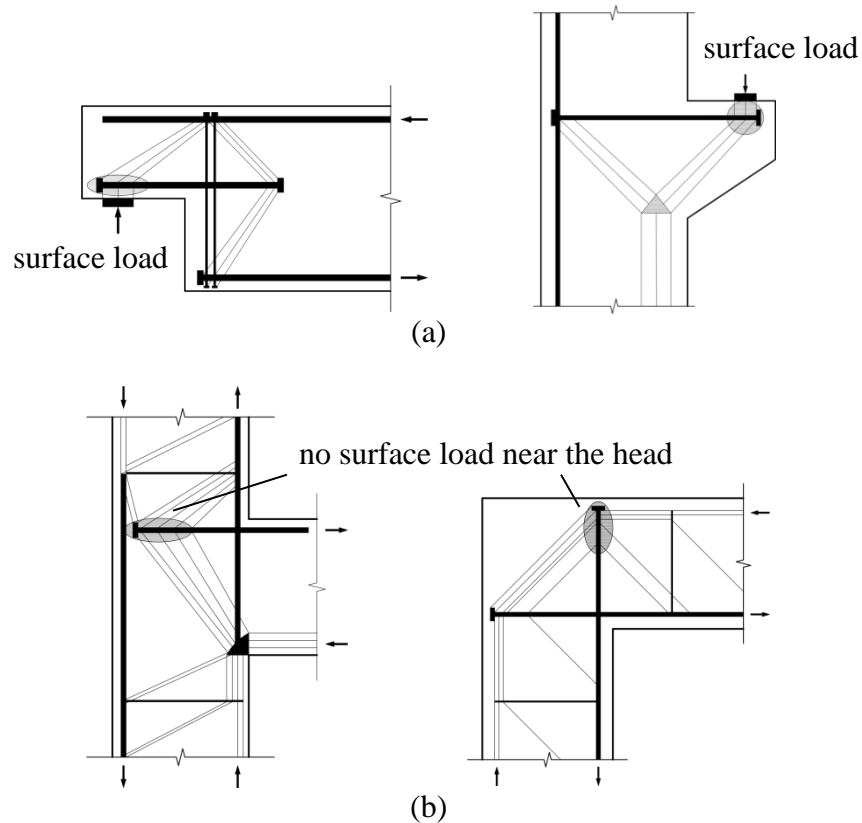 surface load
surface load
(a)
no surface load near the head
(b)